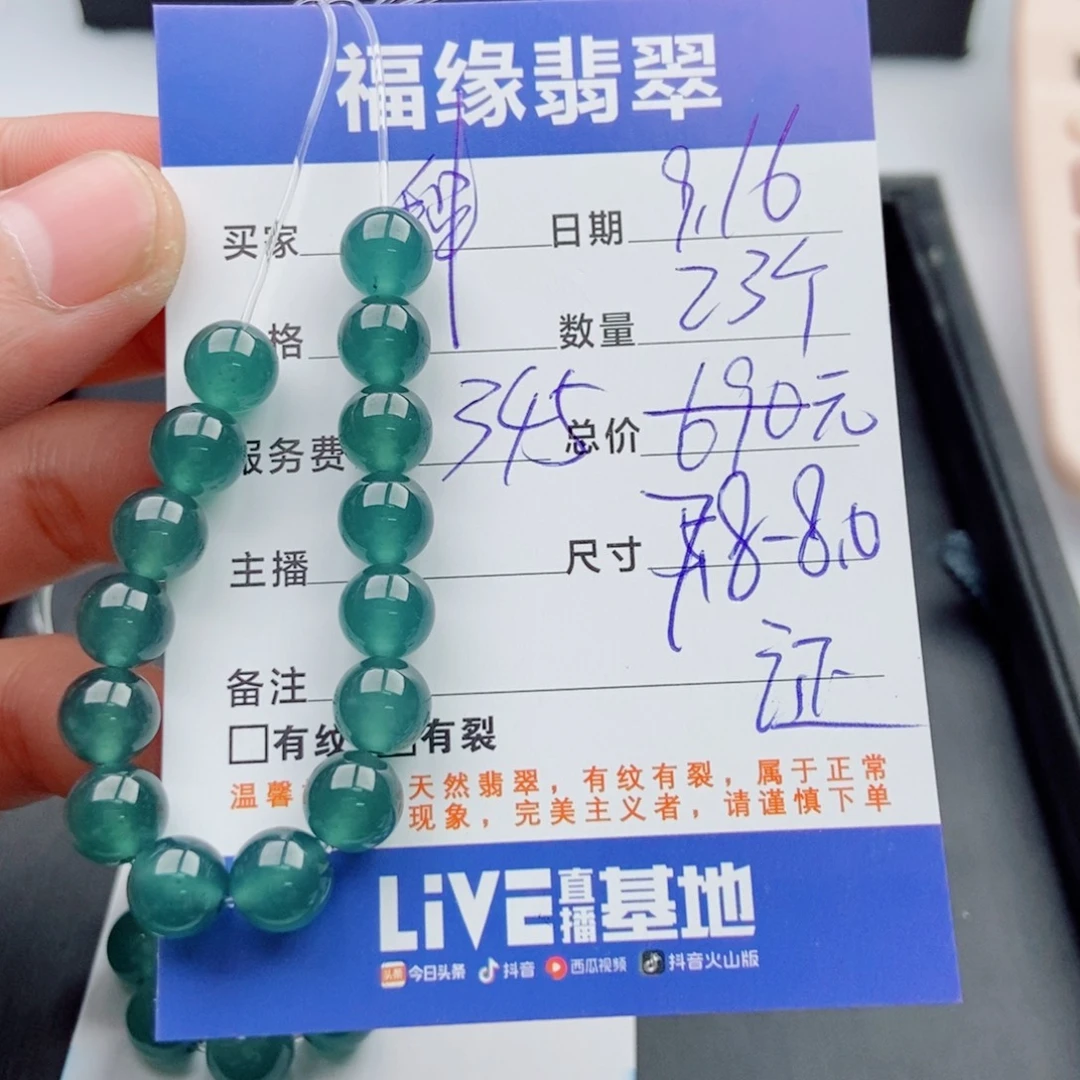 福缘翡翠
买家 日期 9.16
格 数量 23个
服务费 345 总价 690元
主播 尺寸 7.8-8.0
备注 证
□有纹 □有裂
温馨 天然翡翠，有纹有裂，属于正常
现象，完美主义者，请谨慎下单
LiVE直播基地
头条 今日头条 抖音 西瓜视频 抖音火山版